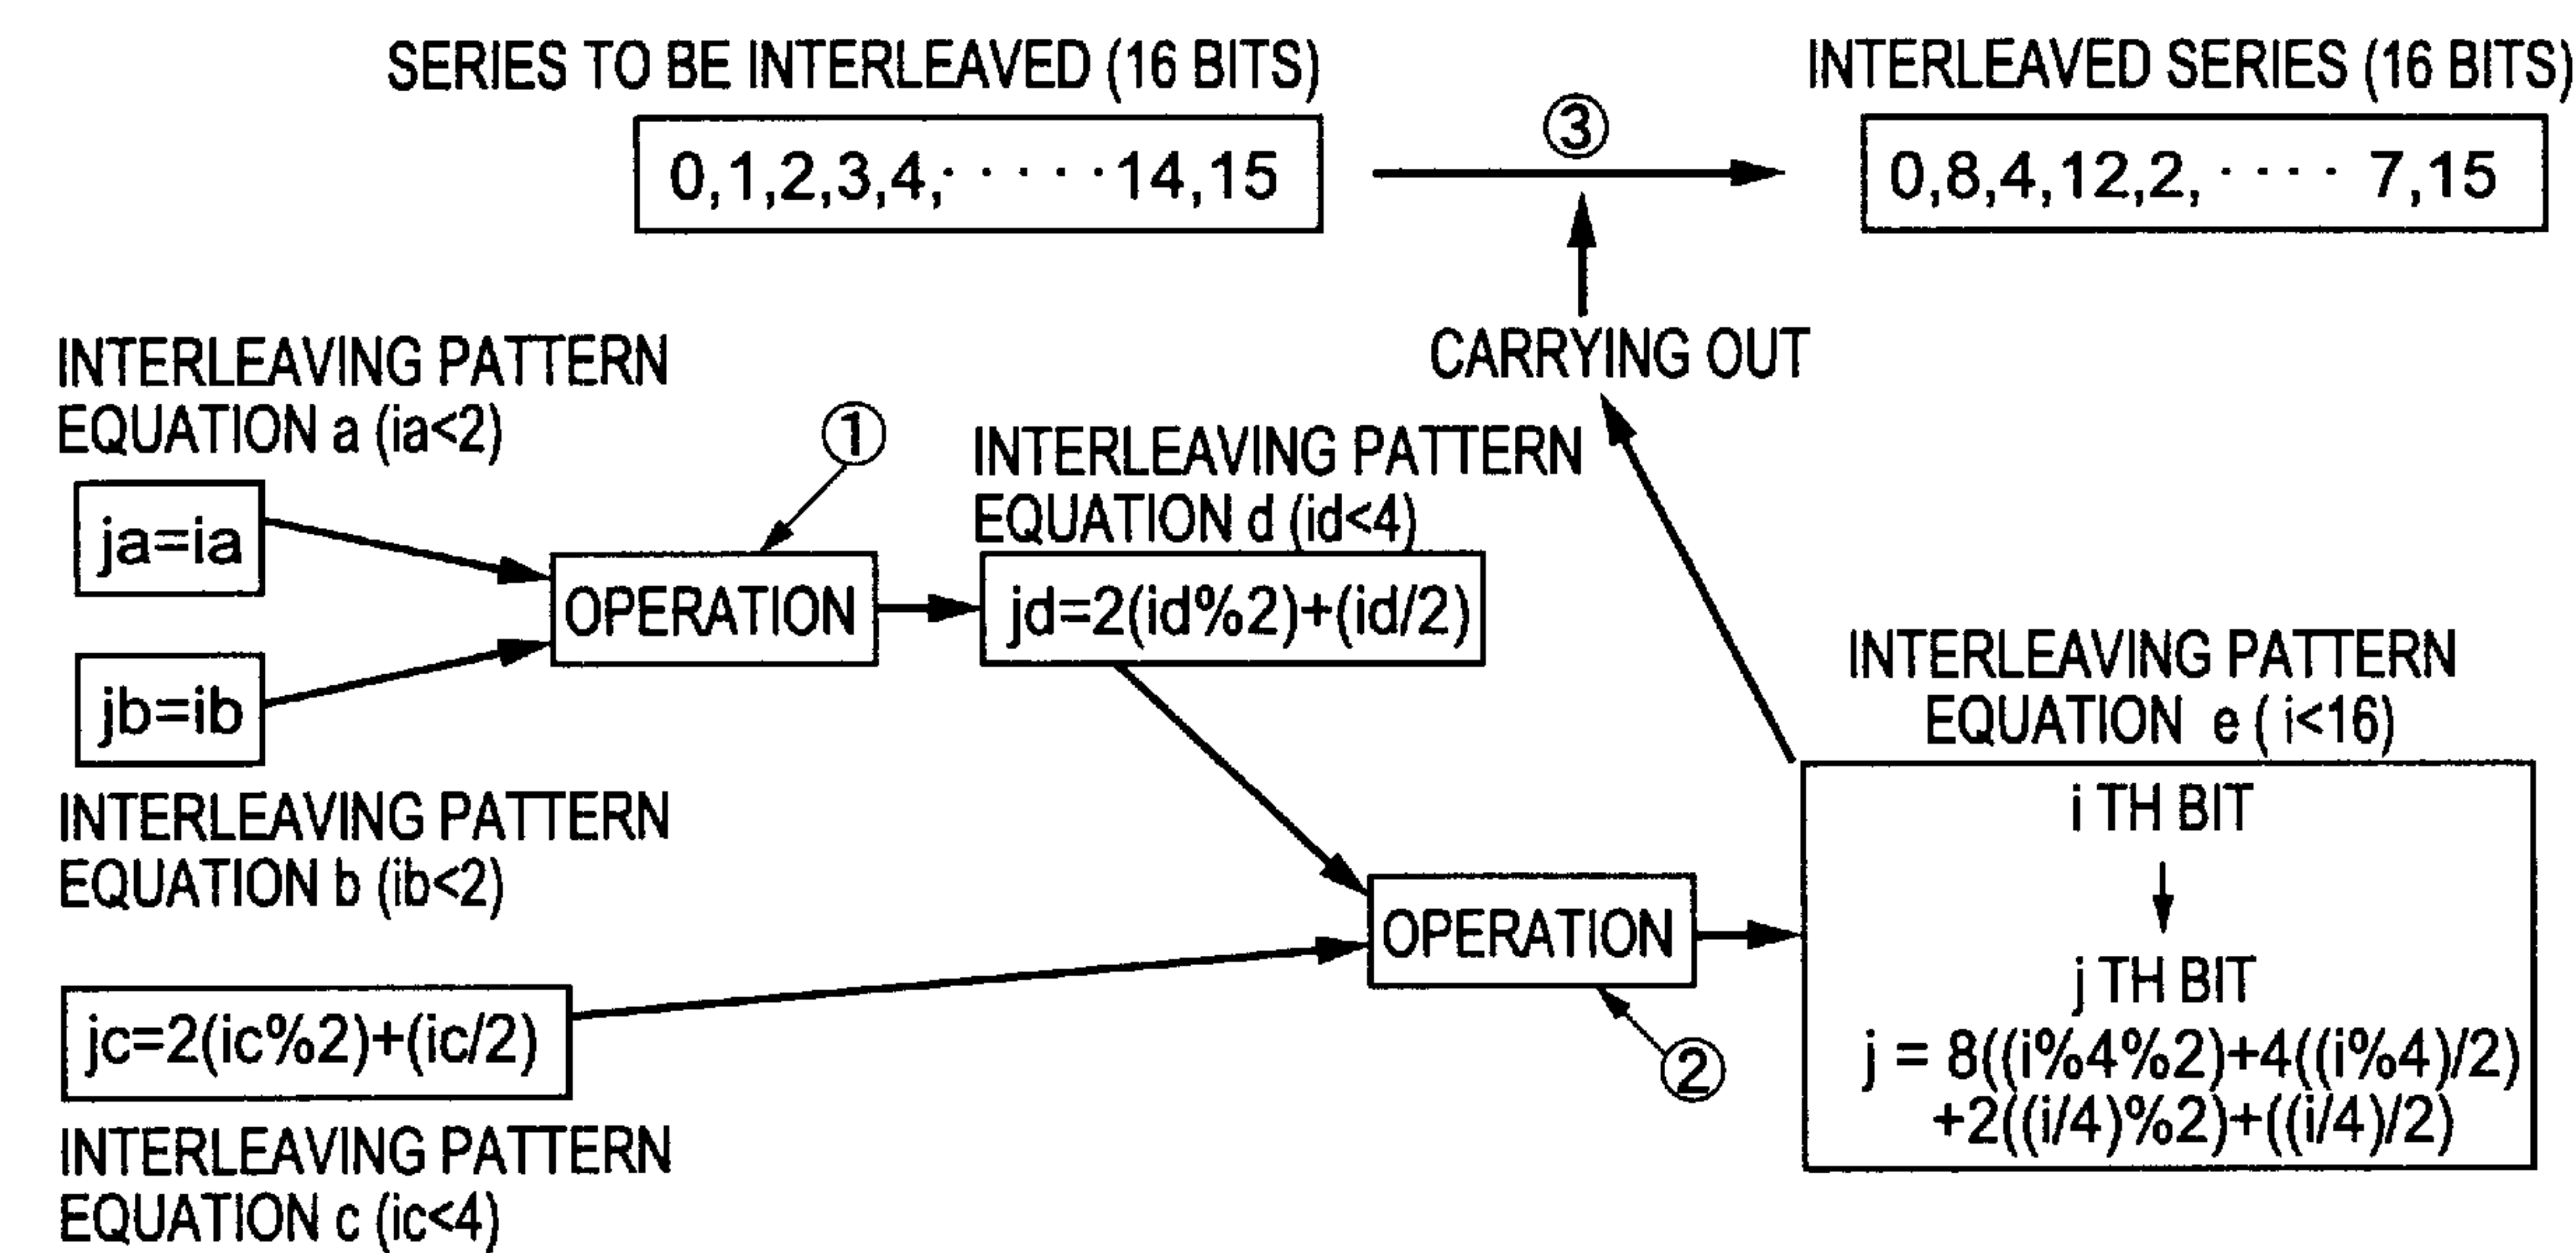 SERIES TO BE INTERLEAVED (16 BITS)
0,1,2,3,4,· · · · ·14,15
③
INTERLEAVED SERIES (16 BITS)
0,8,4,12,2, · · · · 7,15
CARRYING OUT
INTERLEAVING PATTERN
EQUATION a (ia<2)
ja=ia
①
OPERATION
jb=ib
INTERLEAVING PATTERN
EQUATION b (ib<2)
INTERLEAVING PATTERN
EQUATION d (id<4)
jd=2(id%2)+(id/2)
jc=2(ic%2)+(ic/2)
INTERLEAVING PATTERN
EQUATION c (ic<4)
OPERATION
②
INTERLEAVING PATTERN
EQUATION e ( i<16)
i TH BIT
j TH BIT
j = 8((i%4%2)+4((i%4)/2)
+2((i/4)%2)+((i/4)/2)